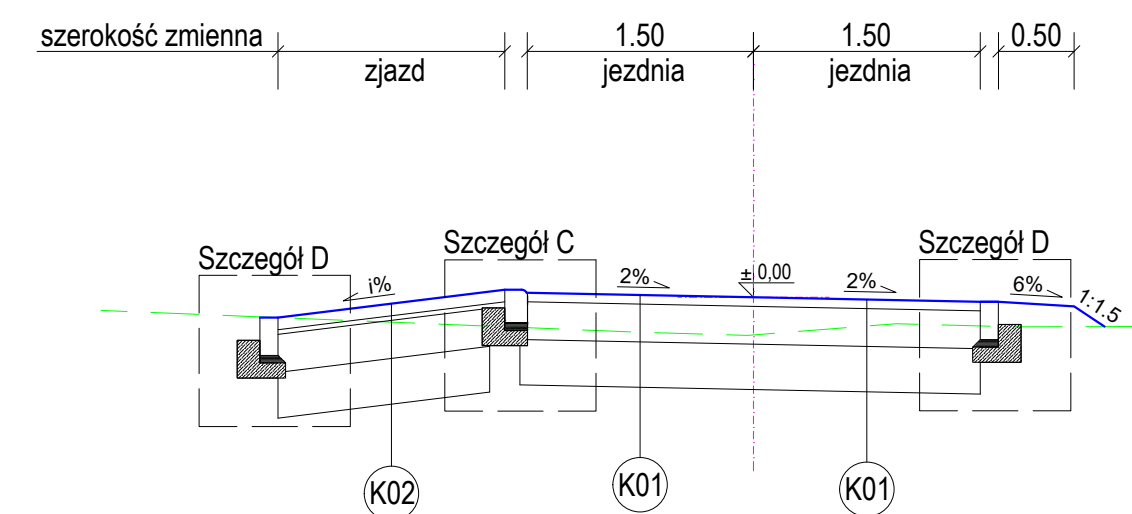 szerokość zmienna
1.50
1.50
0.50
zjazd
jezdnia
jezdnia
Szczegół D
Szczegół C
Szczegół D
i%
2%
± 0,00
2%
6%
1:1.5
K02
K01
K01